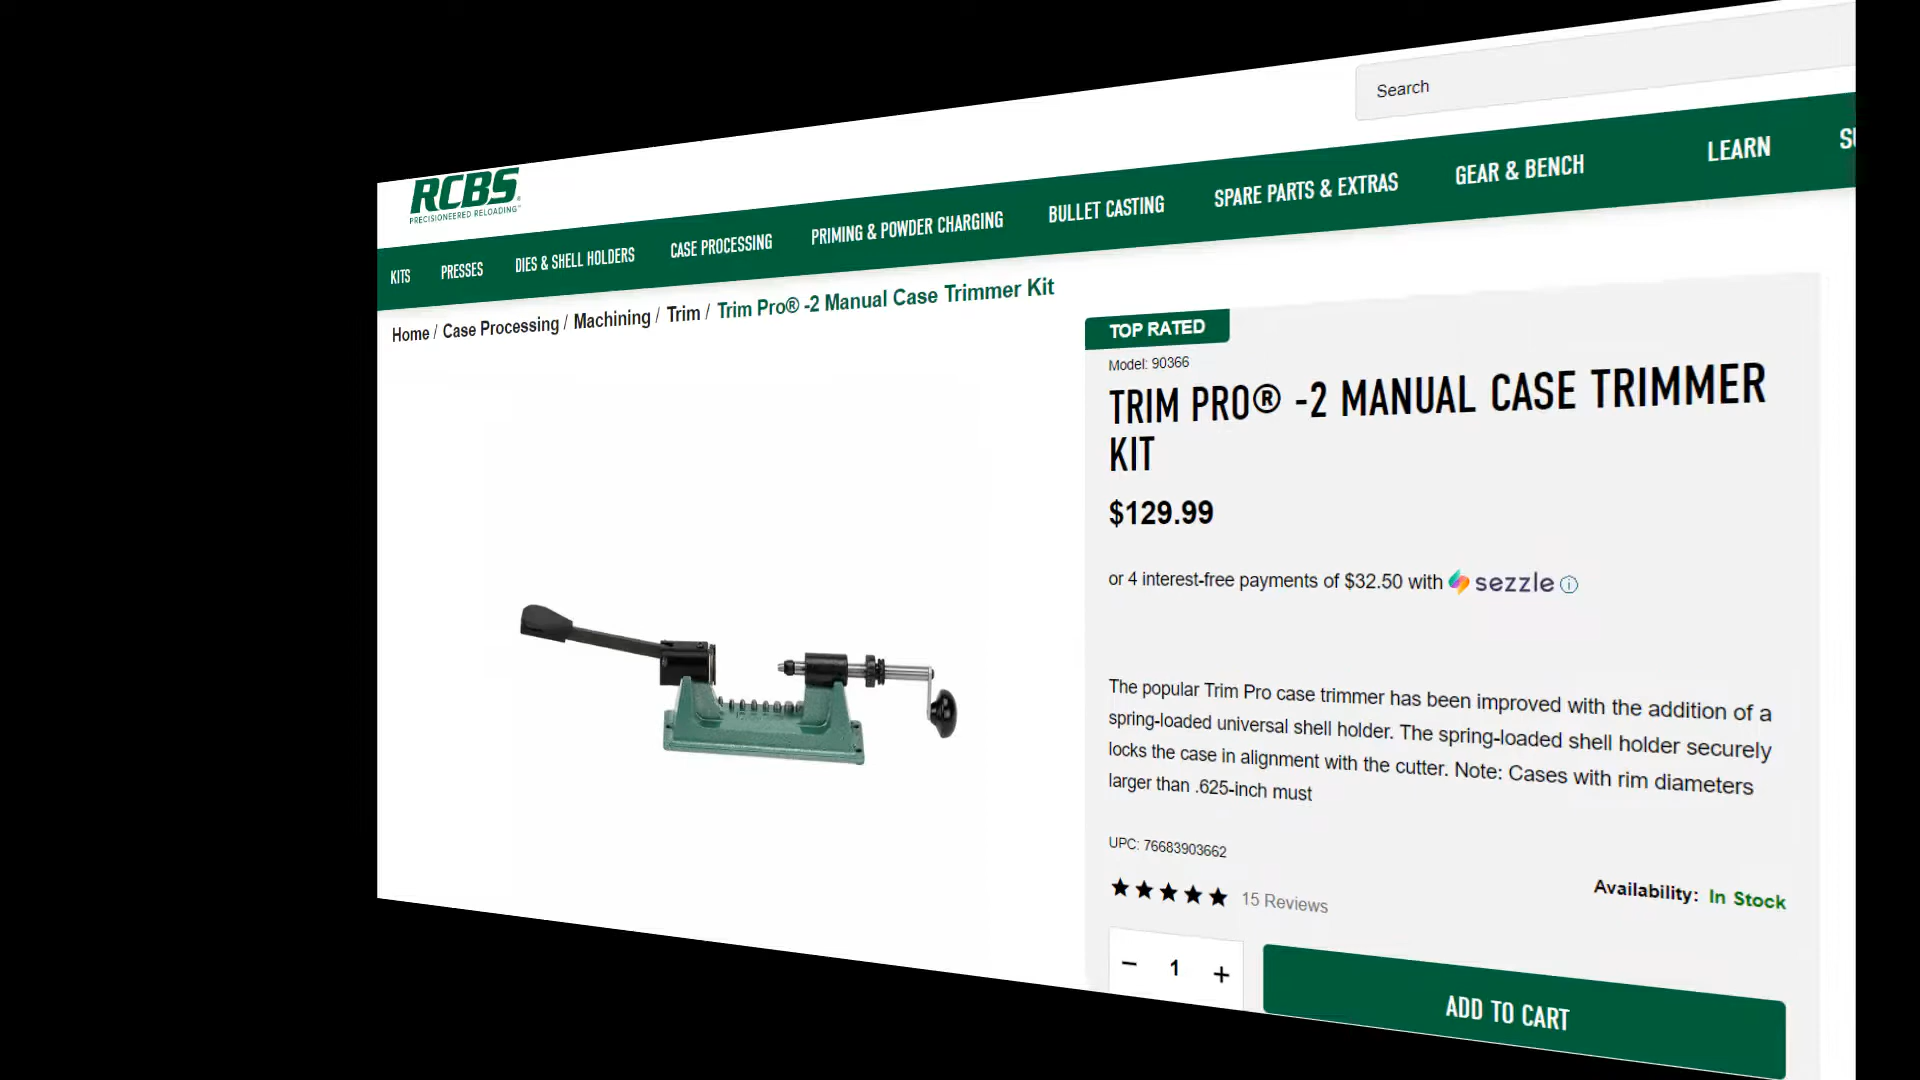 Search
RCBS
PRECISIONEERED RELOADING
KITS PRESSES DIES & SHELL HOLDERS CASE PROCESSING PRIMING & POWDER CHARGING BULLET CASTING SPARE PARTS & EXTRAS GEAR & BENCH LEARN
Home / Case Processing / Machining / Trim / Trim Pro® -2 Manual Case Trimmer Kit
TOP RATED
Model: 90366
TRIM PRO® -2 MANUAL CASE TRIMMER
KIT
$129.99
or 4 interest-free payments of $32.50 with sezzle
The popular Trim Pro case trimmer has been improved with the addition of a
spring-loaded universal shell holder. The spring-loaded shell holder securely
locks the case in alignment with the cutter. Note: Cases with rim diameters
larger than .625-inch must
UPC: 76683903662
15 Reviews
Availability: In Stock
− 1 +
ADD TO CART